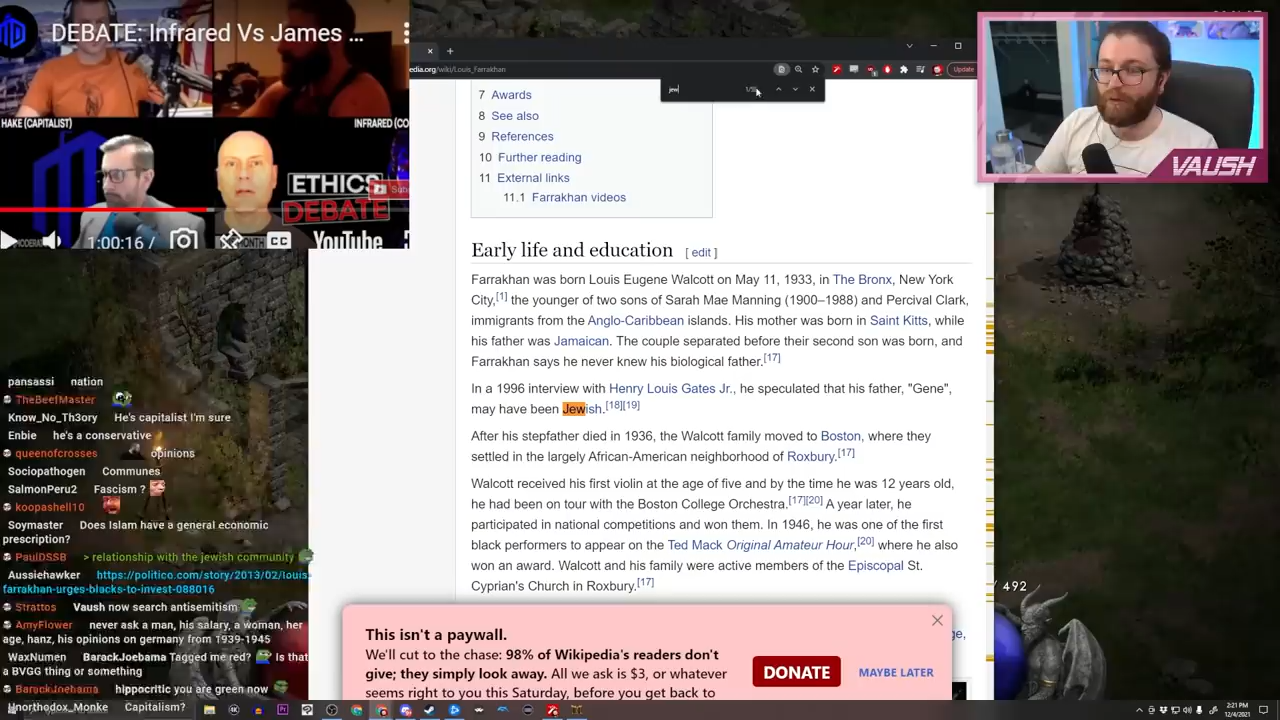 DEBATE: Infrared Vs James ...
HAKE (CAPITALIST)
INFRARED (CO
ETHICS
DEBATE
Subs
MONTH
YouTube
CC
1:00:16 /
pedia.org/wiki/Louis_Farrakhan
Update
jew
VAUSH
7 Awards
8 See also
9 References
10 Further reading
11 External links
11.1 Farrakhan videos
Early life and education [ edit ]
Farrakhan was born Louis Eugene Walcott on May 11, 1933, in The Bronx, New York
City,[1] the younger of two sons of Sarah Mae Manning (1900–1988) and Percival Clark,
immigrants from the Anglo-Caribbean islands. His mother was born in Saint Kitts, while
his father was Jamaican. The couple separated before their second son was born, and
Farrakhan says he never knew his biological father.[17]
In a 1996 interview with Henry Louis Gates Jr., he speculated that his father, "Gene",
may have been Jewish.[18][19]
After his stepfather died in 1936, the Walcott family moved to Boston, where they
settled in the largely African-American neighborhood of Roxbury.[17]
Walcott received his first violin at the age of five and by the time he was 12 years old,
he had been on tour with the Boston College Orchestra.[17][20] A year later, he
participated in national competitions and won them. In 1946, he was one of the first
black performers to appear on the Ted Mack Original Amateur Hour,[20] where he also
won an award. Walcott and his family were active members of the Episcopal St.
Cyprian's Church in Roxbury.[17]
ge,
This isn't a paywall.
We'll cut to the chase: 98% of Wikipedia's readers don't
give; they simply look away. All we ask is $3, or whatever
seems right to you this Saturday, before you get back to
DONATE
MAYBE LATER
pansassi nation
TheBeefMaster
Know_No_Th3ory He's capitalist I'm sure
Enbie he's a conservative
queenofcrosses opinions
Sociopathogen Communes
SalmonPeru2 Fascism ?
koopashell10
Soymaster Does Islam have a general economic
prescription?
PaulDSSB > relationship with the jewish community
Aussiehawker https://politico.com/story/2013/02/louis-
farrakhan-urges-blacks-to-invest-088016
Strattos Vaush now search antisemitism:
AmyFlower never ask a man, his salary, a woman, her
age, hanz, his opinions on germany from 1939-1945
WaxNumen BarackJoebama Tagged me red? Is that
a BVGG thing or something
BarackJoebama hippocritic you are green now
Unorthodox_Monke Capitalism?
/ 492
2:21 PM
12/4/2021